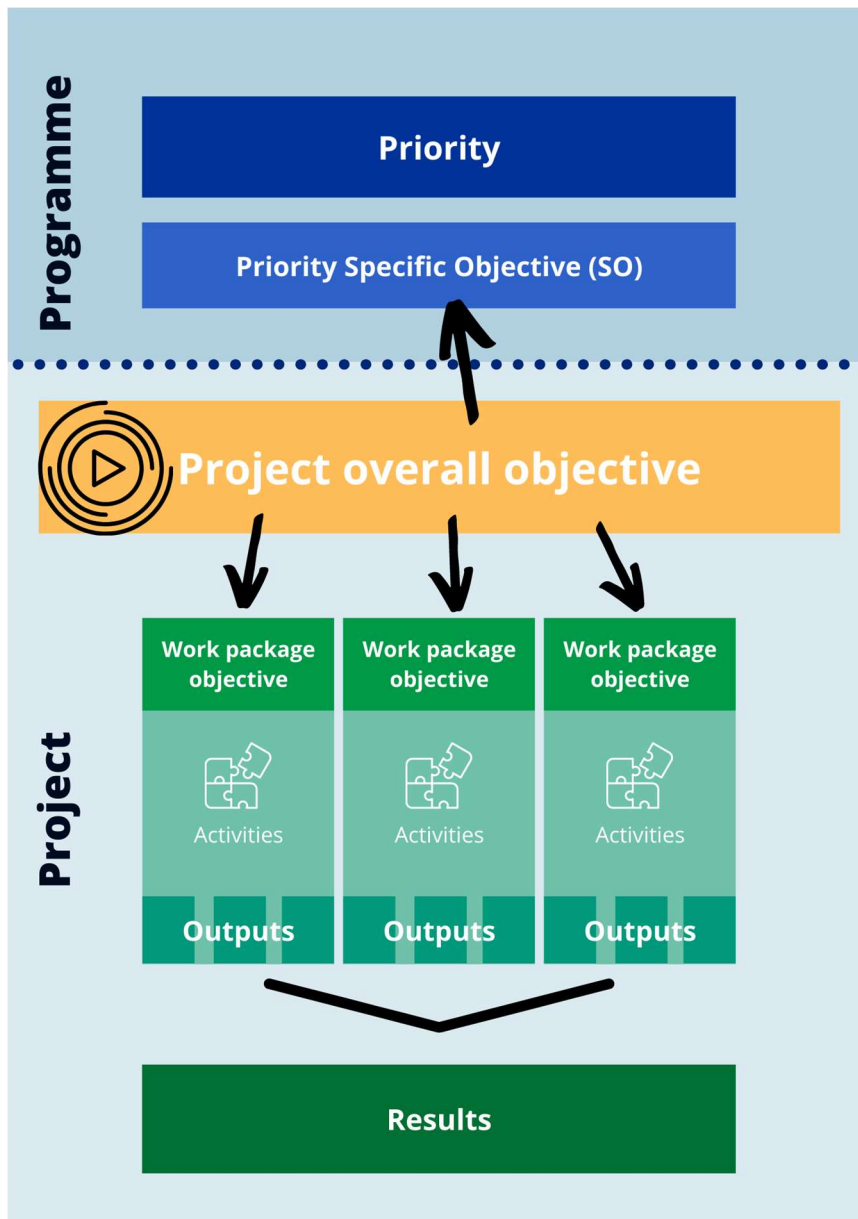 Programme
Priority
Priority Specific Objective (SO)
Project overall objective
Project
Work package
objective
Work package
objective
Work package
objective
Activities
Activities
Activities
Outputs
Outputs
Outputs
Results